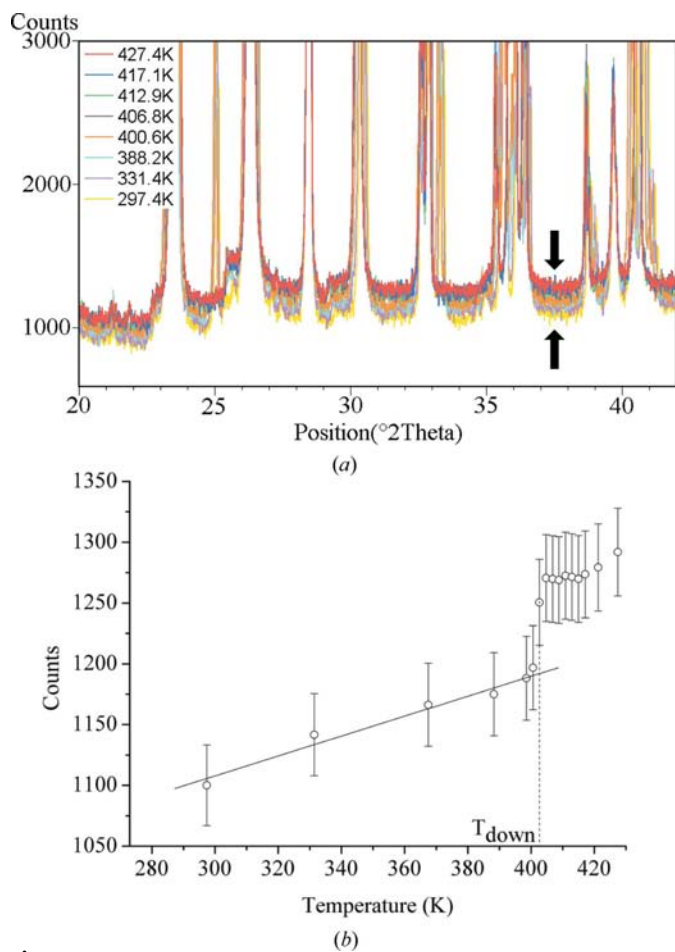 Counts
3000
427.4K
417.1K
412.9K
406.8K
400.6K
388.2K
331.4K
297.4K
2000
1000
20 25 30 35 40
Position(°2Theta)
(a)
1350
1300
1250
1200
1150
1100
1050
Counts
Tdown
280 300 320 340 360 380 400 420
Temperature (K)
(b)